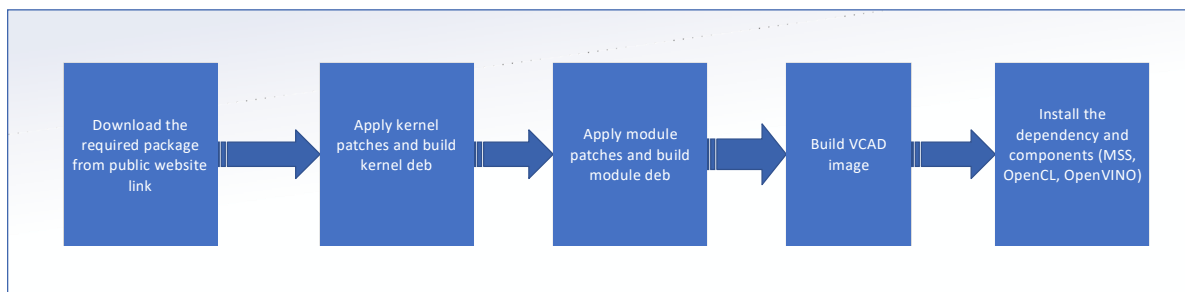 Download the
required package
from public website
link
Apply kernel
patches and build
kernel deb
Apply module
patches and build
module deb
Build VCAD
image
Install the
dependency and
components (MSS,
OpenCL, OpenVINO)